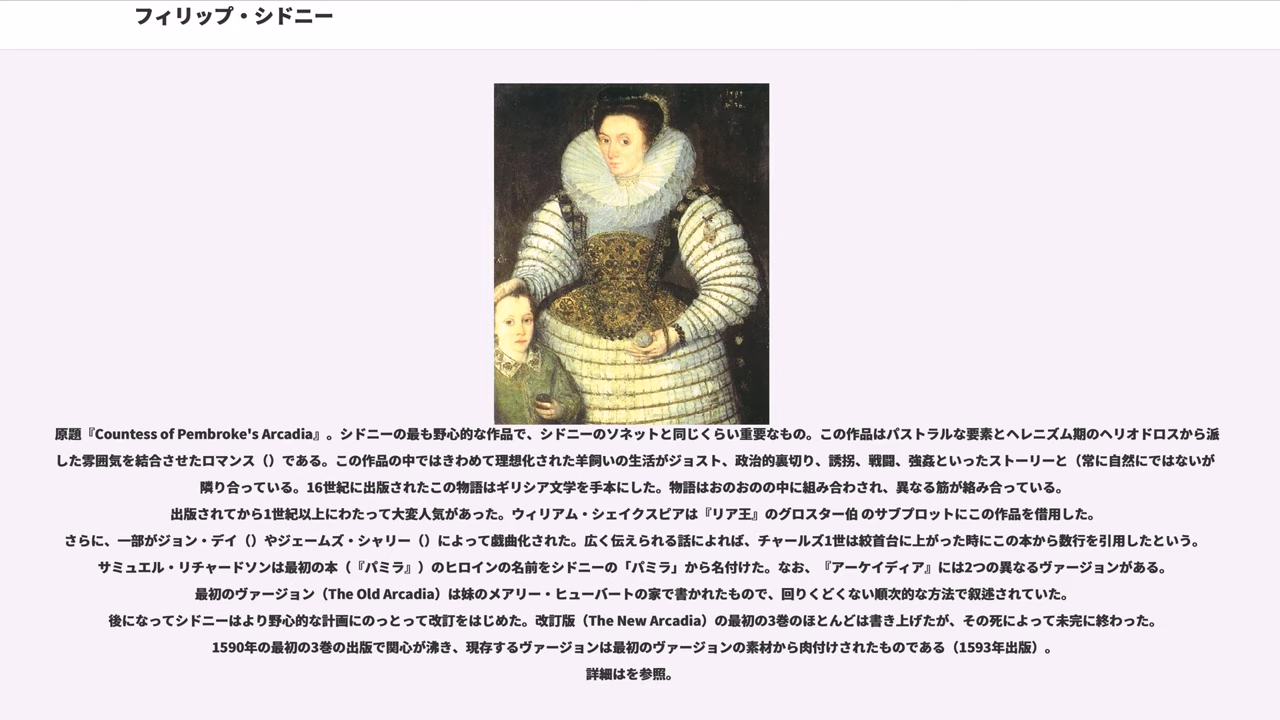 フィリップ・シドニー
原題『Countess of Pembroke's Arcadia』。シドニーの最も野心的な作品で、シドニーのソネットと同じくらい重要なもの。この作品はパストラルな要素とヘレニズム期のヘリオドロスから派
した雰囲気を結合させたロマンス（）である。この作品の中ではきわめて理想化された羊飼いの生活がジョスト、政治的裏切り、誘拐、戦闘、強姦といったストーリーと（常に自然にではないが
隣り合っている。16世紀に出版されたこの物語はギリシア文学を手本にした。物語はおのおのの中に組み合わされ、異なる筋が絡み合っている。
出版されてから1世紀以上にわたって大変人気があった。ウィリアム・シェイクスピアは『リア王』のグロスター伯 のサブプロットにこの作品を借用した。
さらに、一部がジョン・デイ（）やジェームズ・シャリー（）によって戯曲化された。広く伝えられる話によれば、チャールズ1世は絞首台に上がった時にこの本から数行を引用したという。
サミュエル・リチャードソンは最初の本（『パミラ』）のヒロインの名前をシドニーの「パミラ」から名付けた。なお、『アーケイディア』には2つの異なるヴァージョンがある。
最初のヴァージョン（The Old Arcadia）は妹のメアリー・ヒューバートの家で書かれたもので、回りくどくない順次的な方法で叙述されていた。
後になってシドニーはより野心的な計画にのっとって改訂をはじめた。改訂版（The New Arcadia）の最初の3巻のほとんどは書き上げたが、その死によって未完に終わった。
1590年の最初の3巻の出版で関心が沸き、現存するヴァージョンは最初のヴァージョンの素材から肉付けされたものである（1593年出版）。
詳細はを参照。